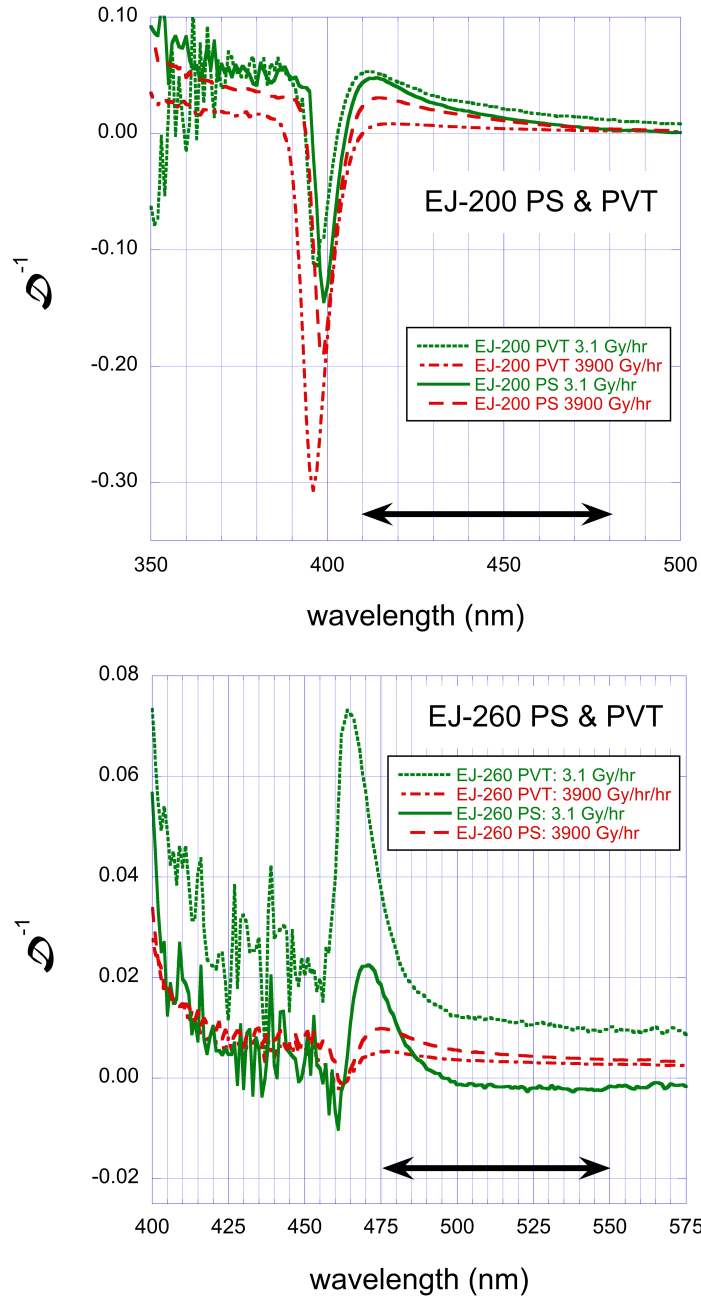 0.10
0.00
-0.10
-0.20
-0.30
𝒟-1
EJ-200 PS & PVT
EJ-200 PVT 3.1 Gy/hr
EJ-200 PVT 3900 Gy/hr
EJ-200 PS 3.1 Gy/hr
EJ-200 PS 3900 Gy/hr
350 400 450 500
wavelength (nm)
0.08
0.06
0.04
0.02
0.00
-0.02
𝒟-1
EJ-260 PS & PVT
EJ-260 PVT: 3.1 Gy/hr
EJ-260 PVT: 3900 Gy/hr/hr
EJ-260 PS: 3.1 Gy/hr
EJ-260 PS: 3900 Gy/hr
400 425 450 475 500 525 550 575
wavelength (nm)